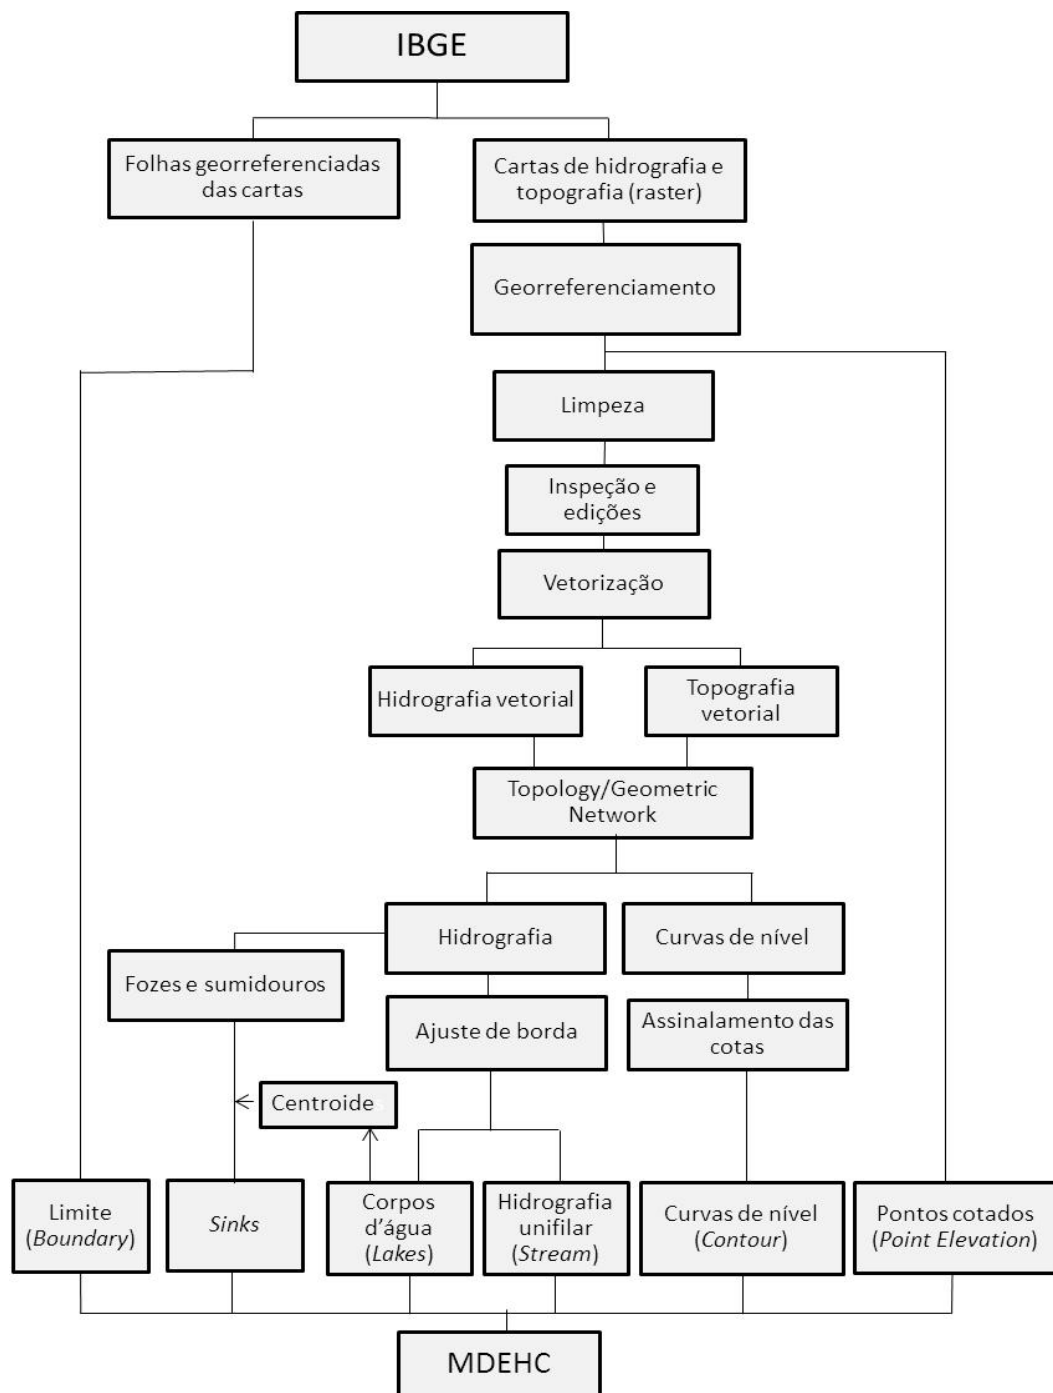 IBGE
Folhas georreferenciadas
das cartas
Cartas de hidrografia e
topografia (raster)
Georreferenciamento
Limpeza
Inspeção e
edições
Vetorização
Hidrografia vetorial
Topografia
vetorial
Topology/Geometric
Network
Hidrografia
Curvas de nível
Fozes e sumidouros
Ajuste de borda
Assinalamento das
cotas
Centroides
Limite
(Boundary)
Sinks
Corpos
d’água
(Lakes)
Hidrografia
unifilar
(Stream)
Curvas de nível
(Contour)
Pontos cotados
(Point Elevation)
MDEHC